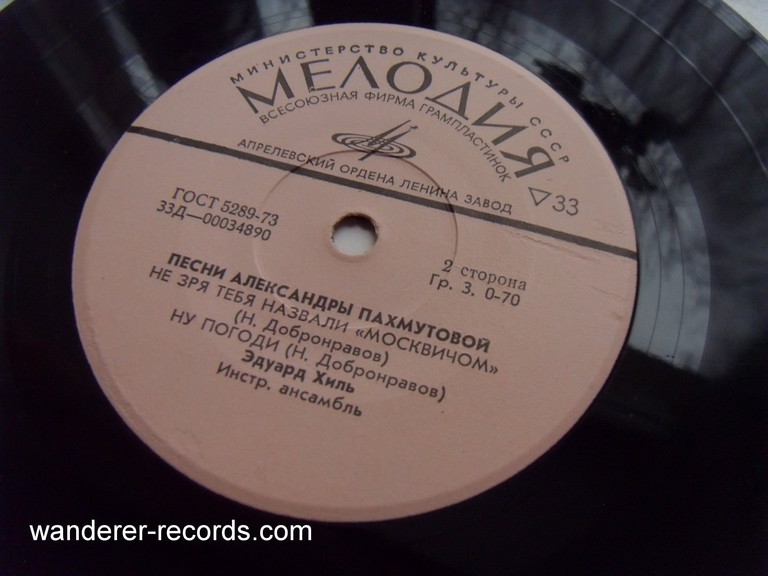 МИНИСТЕРСТВО КУЛЬТУРЫ СССР
МЕЛОДИЯ
ВСЕСОЮЗНАЯ ФИРМА ГРАМПЛАСТИНОК
АПРЕЛЕВСКИЙ ОРДЕНА ЛЕНИНА ЗАВОД
33
ГОСТ 5289-73
33Д—00034890
2 сторона
Гр. 3. 0-70
ПЕСНИ АЛЕКСАНДРЫ ПАХМУТОВОЙ
НЕ ЗРЯ ТЕБЯ НАЗВАЛИ «МОСКВИЧОМ»
(Н. Добронравов)
НУ ПОГОДИ (Н. Добронравов)
Эдуард Хиль
Инстр. ансамбль
wanderer-records.com